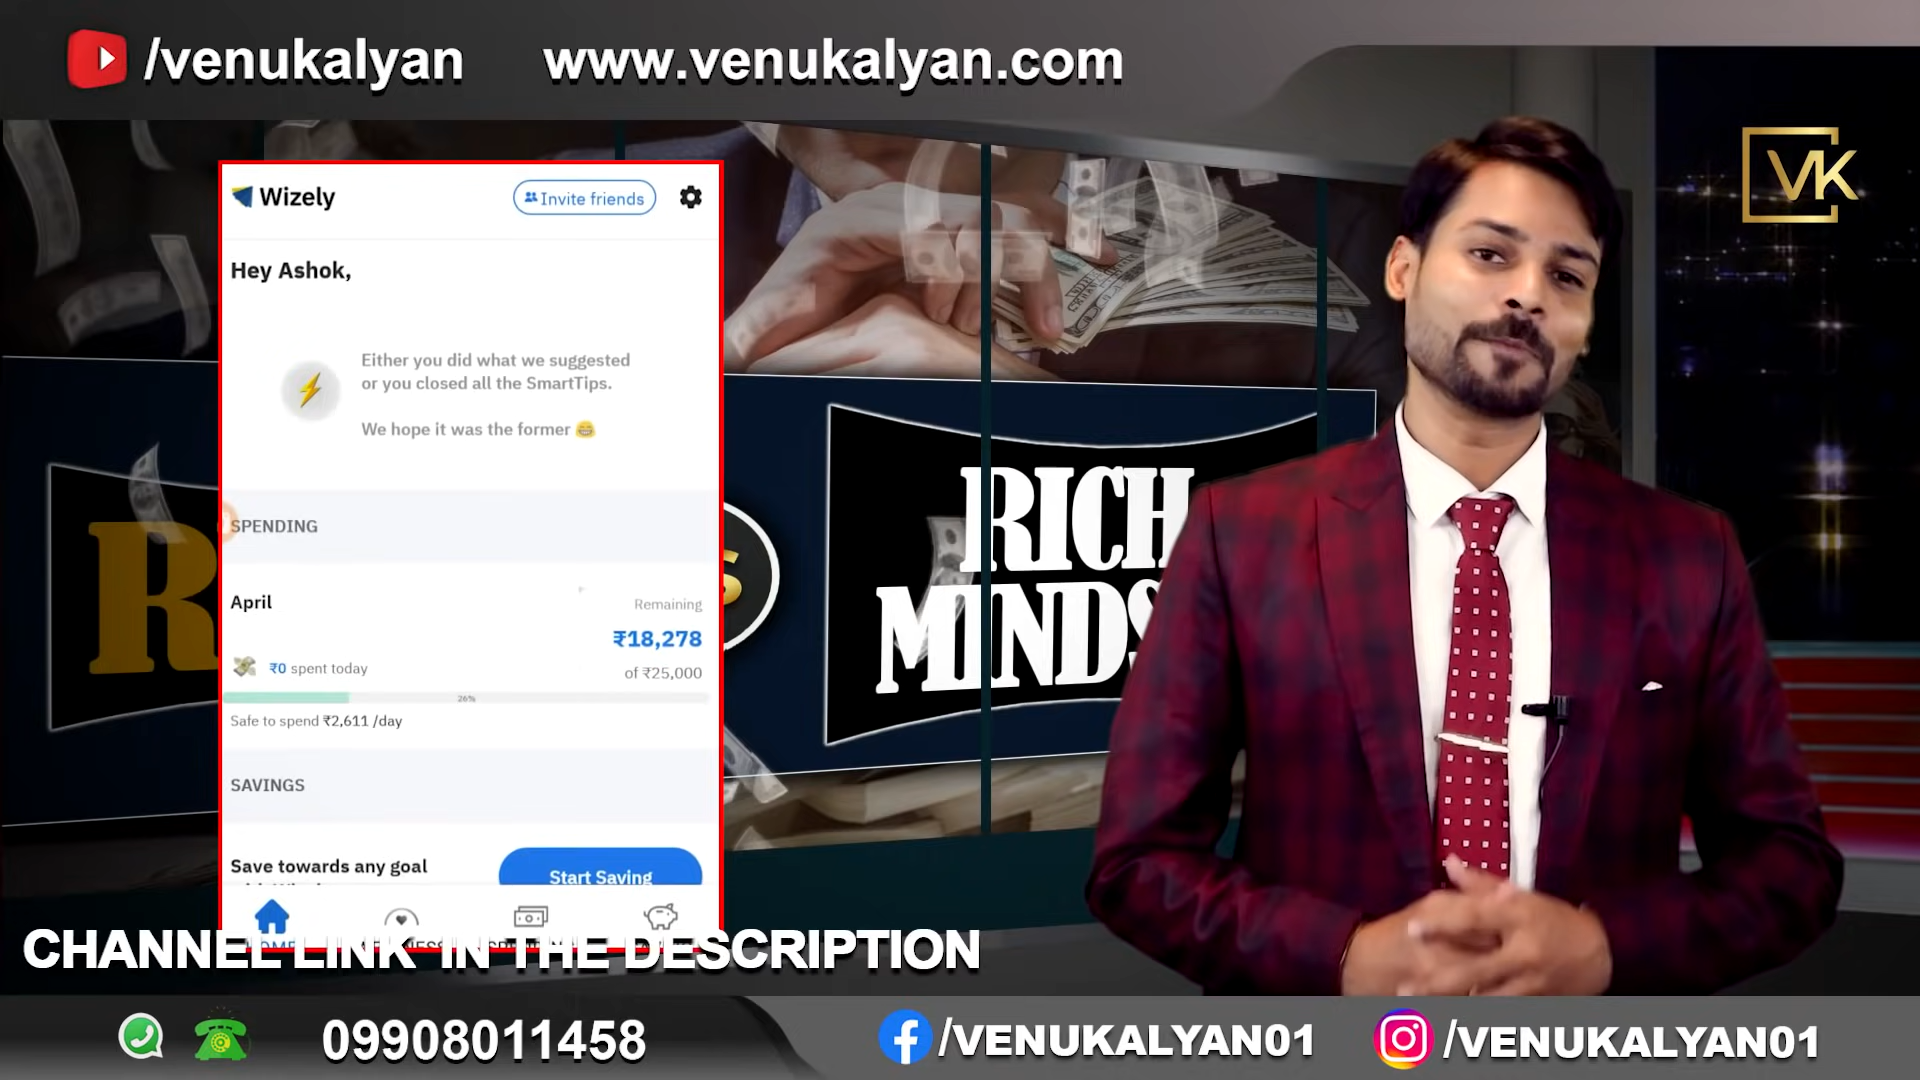 /venukalyan
www.venukalyan.com
VK
Wizely
Invite friends
Hey Ashok,
Either you did what we suggested
or you closed all the SmartTips.
We hope it was the former
SPENDING
April
Remaining
₹18,278
₹0 spent today
of ₹25,000
26%
Safe to spend ₹2,611 /day
SAVINGS
Save towards any goal
Start Saving
R
S
RICH
MINDS
CHANNEL LINK IN THE DESCRIPTION
09908011458
/VENUKALYAN01
/VENUKALYAN01